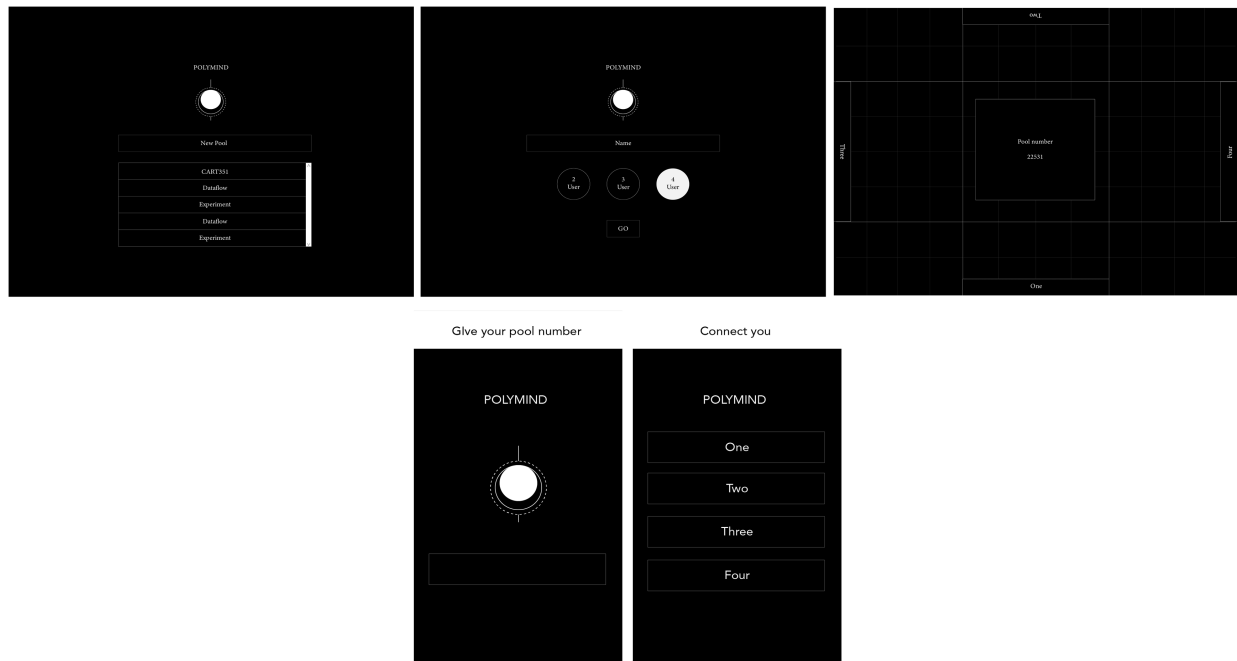 POLYMIND
New Pool
CART351
Dataflow
Experiment
Dataflow
Experiment
POLYMIND
Name
2
User
3
User
4
User
GO
Two
Three
Pool number
22531
Four
One
GIve your pool number
POLYMIND
Connect you
POLYMIND
One
Two
Three
Four